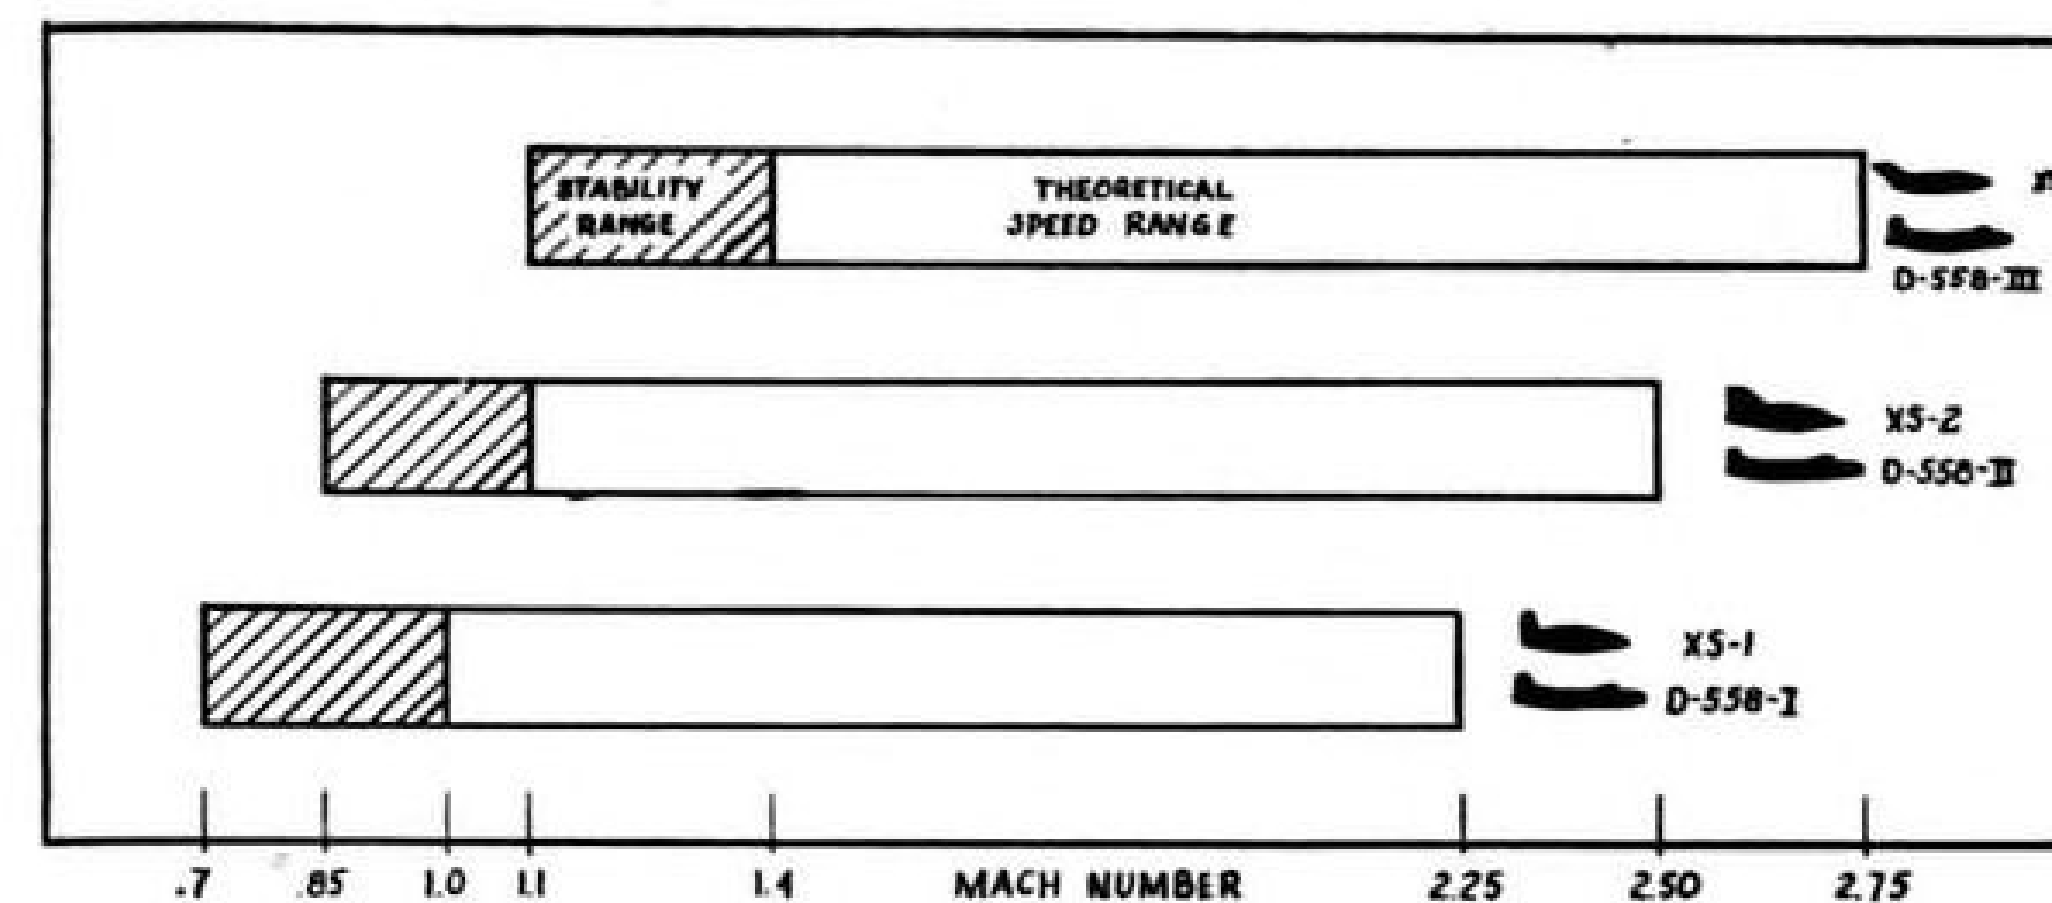 STABILITY
RANGE
THEORETICAL
SPEED RANGE
D-558-III
XS-2
D-558-II
XS-1
D-558-I
.7 .85 1.0 1.1 1.4 MACH NUMBER 2.25 2.50 2.75